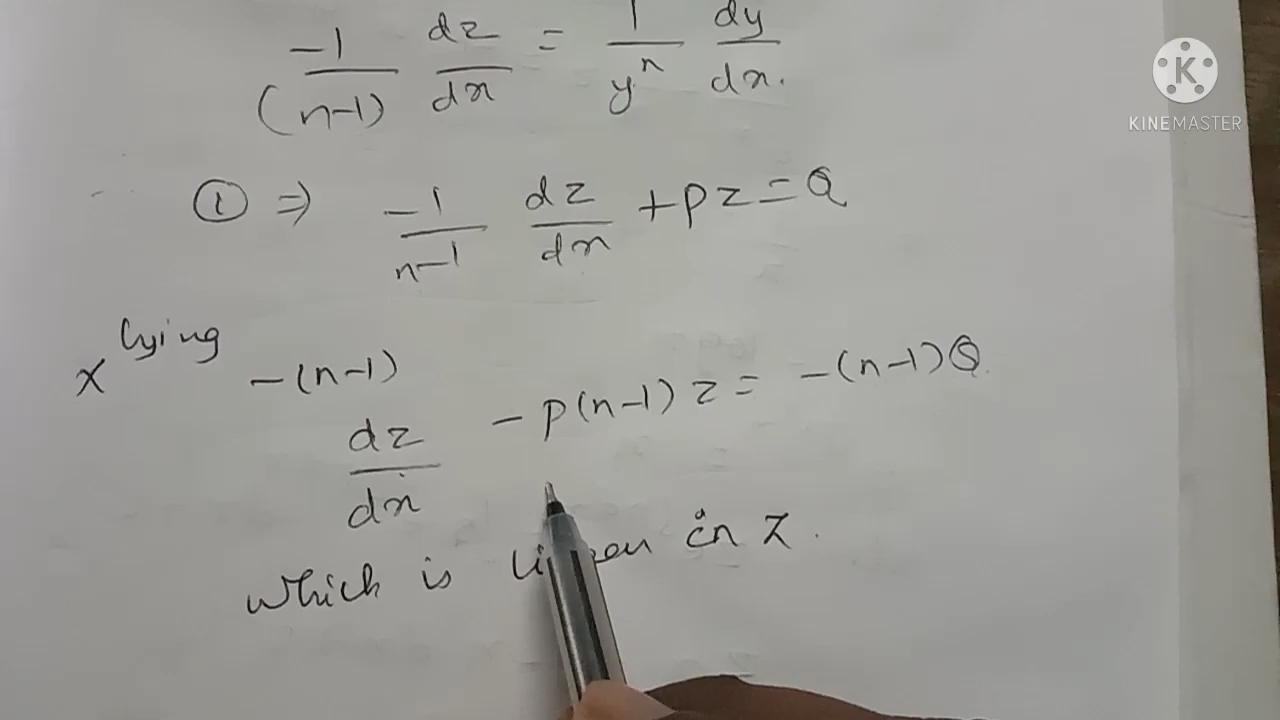 -1/(n-1) dz/dx = 1/y^n dy/dx.
① ⇒ -1/n-1 dz/dx + pz = Q
x lying -(n-1)
dz/dx - p(n-1) z = -(n-1)Q.
which is linear in z.
KINEMASTER